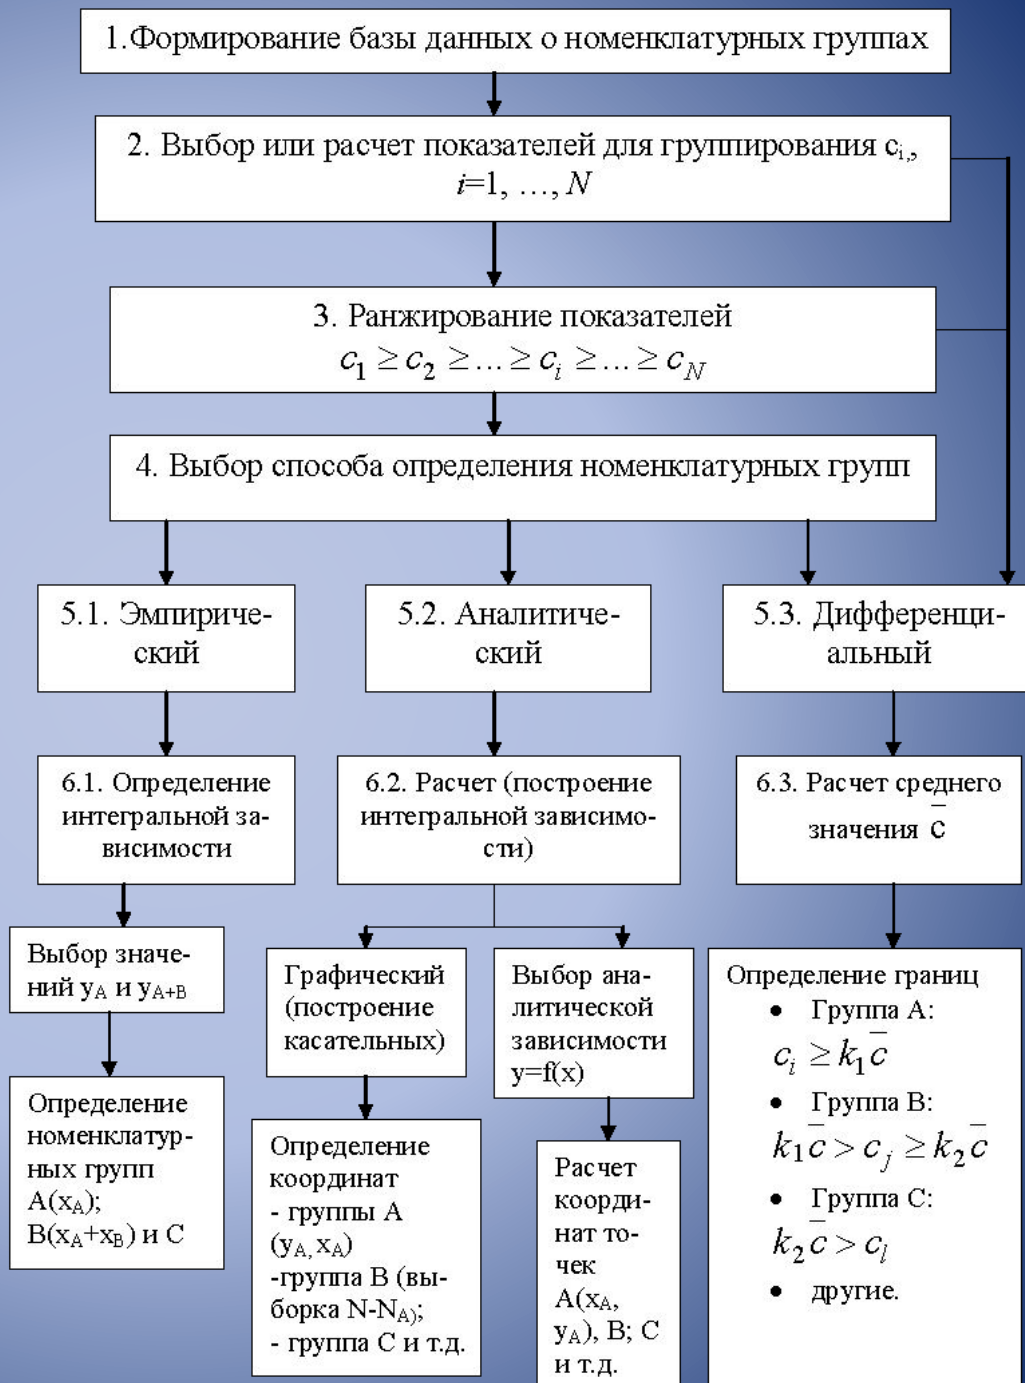 1.Формирование базы данных о номенклатурных группах
2. Выбор или расчет показателей для группирования cᵢ,,
i=1, …, N
3. Ранжирование показателей
c₁ ≥ c₂ ≥ ... ≥ cᵢ ≥ ... ≥ c_N
4. Выбор способа определения номенклатурных групп
5.1. Эмпириче-
ский
5.2. Аналитиче-
ский
5.3. Дифференци-
альный
6.1. Определение
интегральной за-
висимости
6.2. Расчет (построение
интегральной зависимо-
сти)
6.3. Расчет среднего
значения c̅
Выбор значе-
ний y_A и y_A+B
Определение
номенклатур-
ных групп
A(x_A);
B(x_A+x_B) и C
Графический
(построение
касательных)
Определение
координат
- группы А
(y_A, x_A)
-группа В (вы-
борка N-N_A);
- группа С и т.д.
Выбор ана-
литической
зависимости
y=f(x)
Расчет
коорди-
нат то-
чек
A(x_A,
y_A), B; C
и т.д.
Определение границ
• Группа А:
cᵢ ≥ k₁c̅
• Группа В:
k₁c̅ > cⱼ ≥ k₂c̅
• Группа С:
k₂c̅ > c_l
• другие.